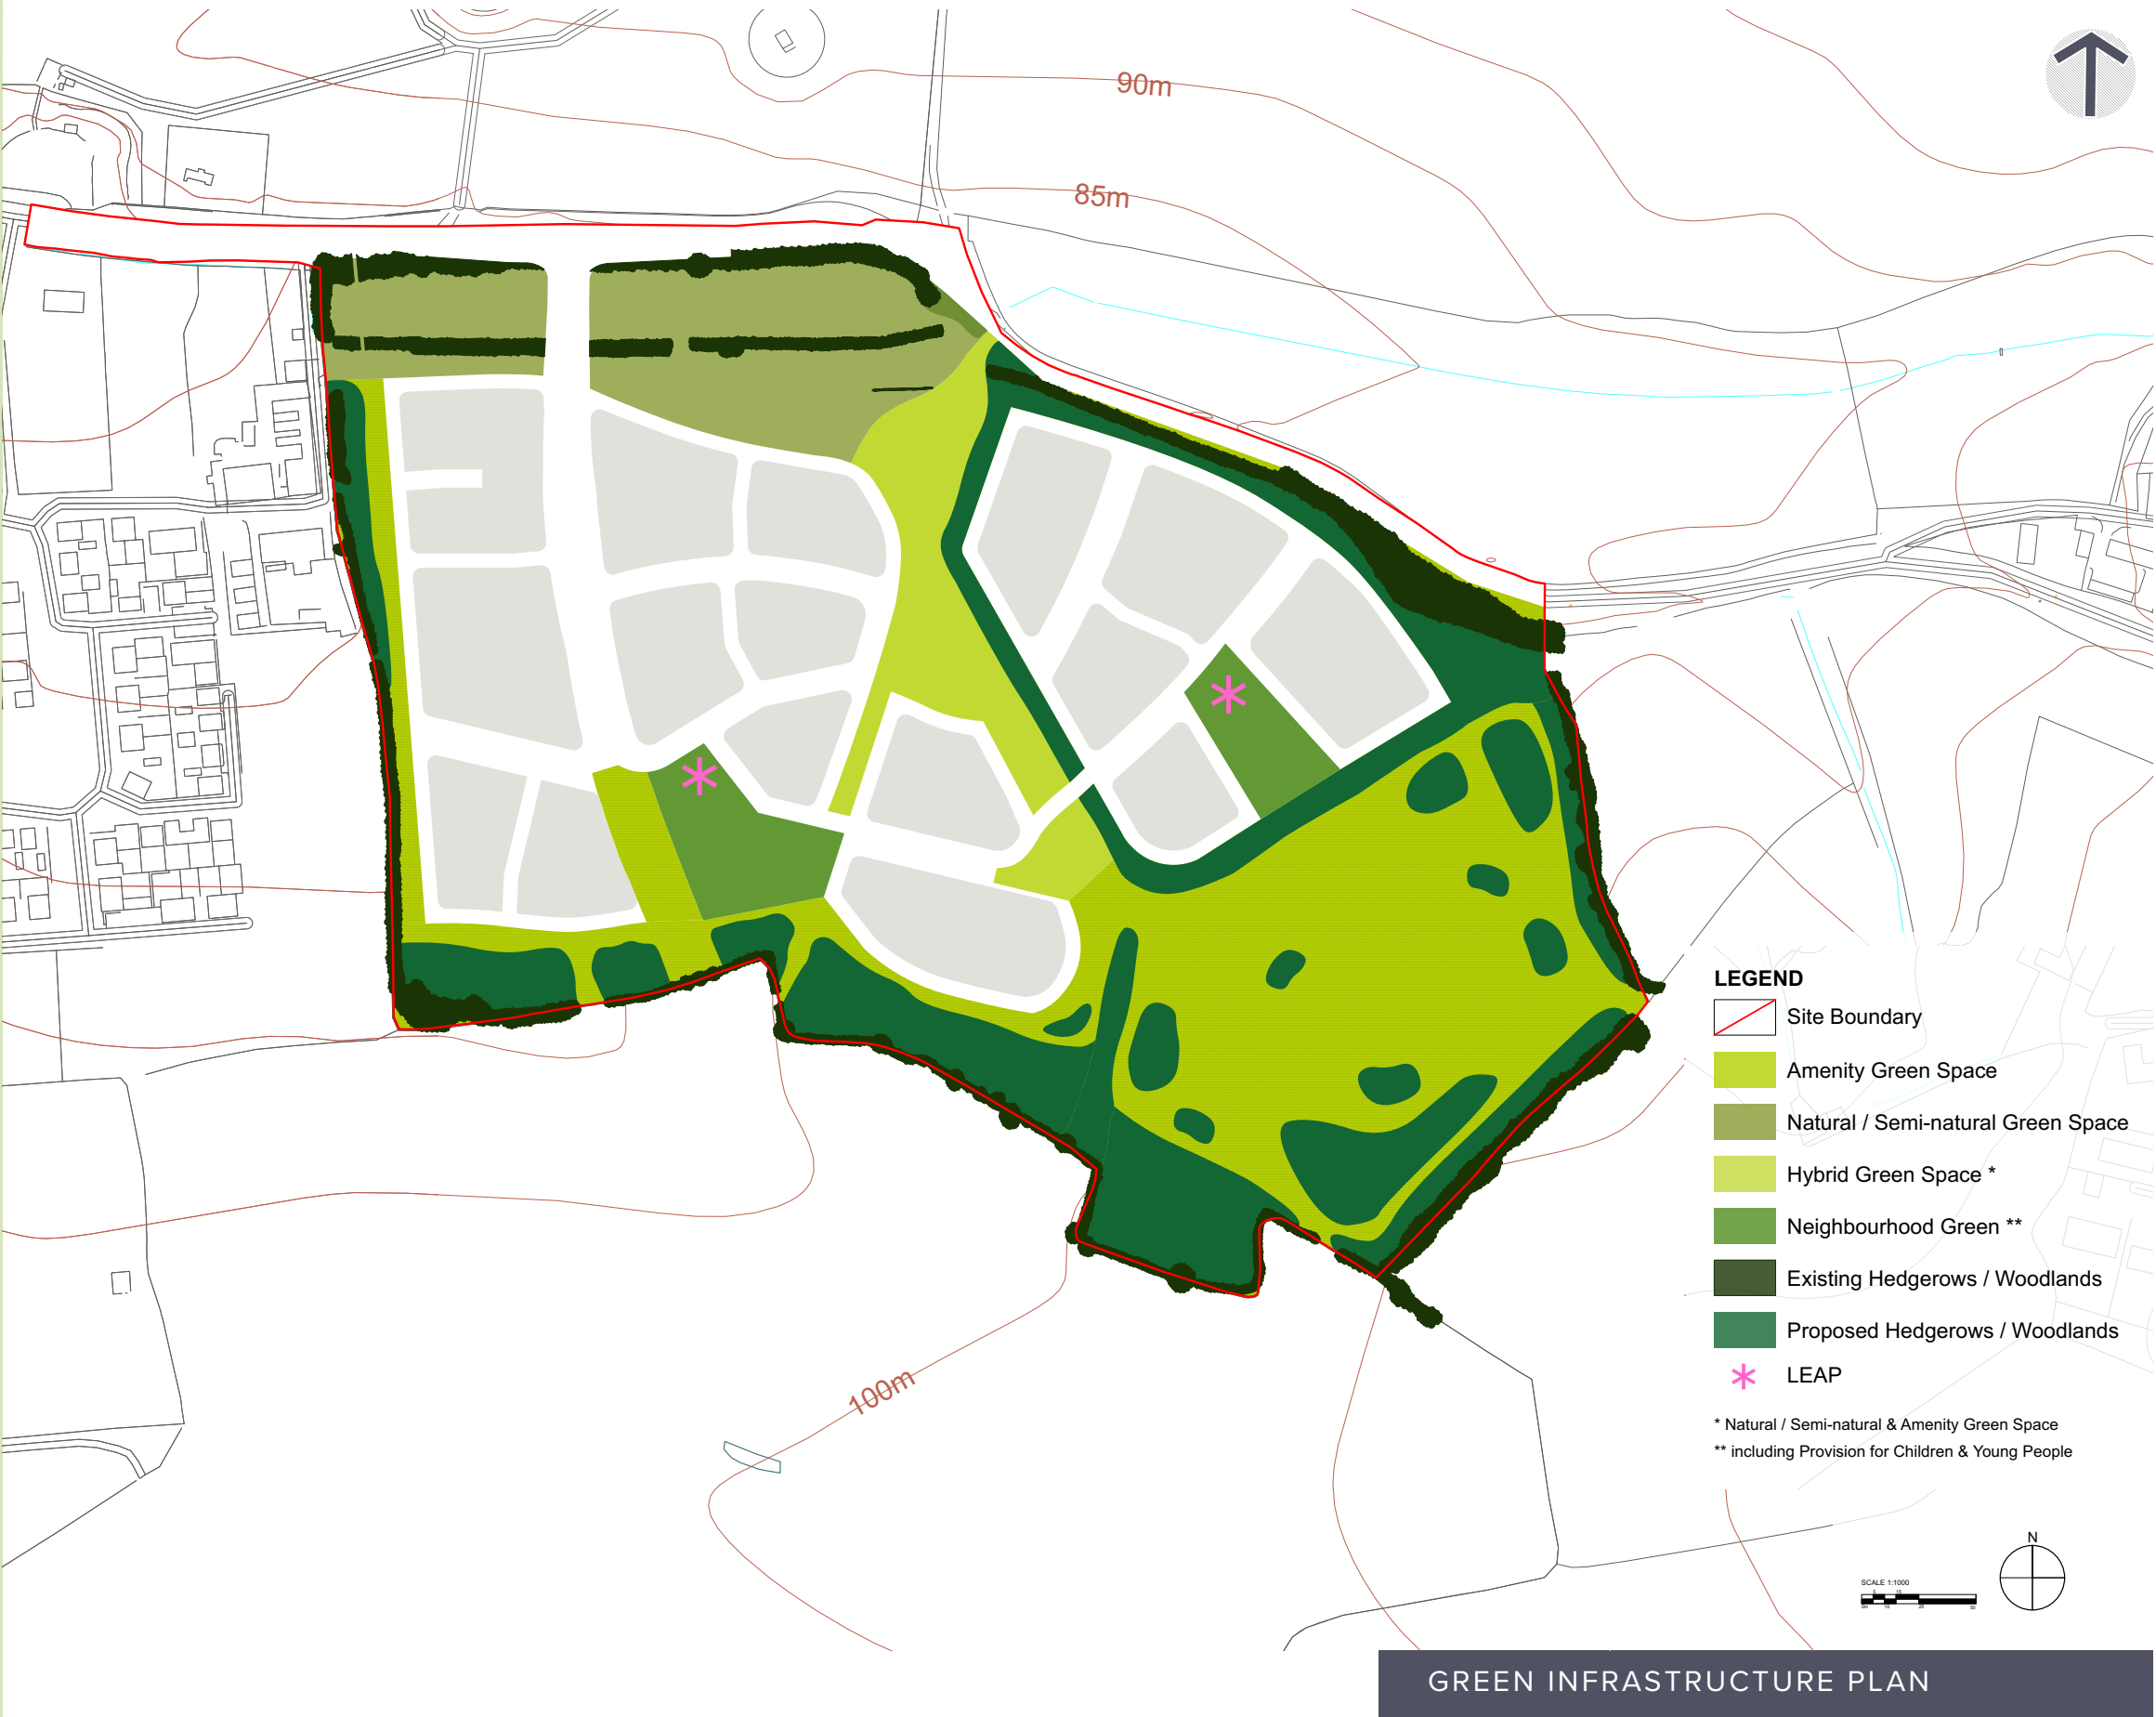 90m
85m
LEGEND
Site Boundary
Amenity Green Space
Natural / Semi-natural Green Space
Hybrid Green Space *
Neighbourhood Green **
Existing Hedgerows / Woodlands
Proposed Hedgerows / Woodlands
LEAP
100m
* Natural / Semi-natural & Amenity Green Space
** including Provision for Children & Young People
N
SCALE 1:1000
GREEN INFRASTRUCTURE PLAN